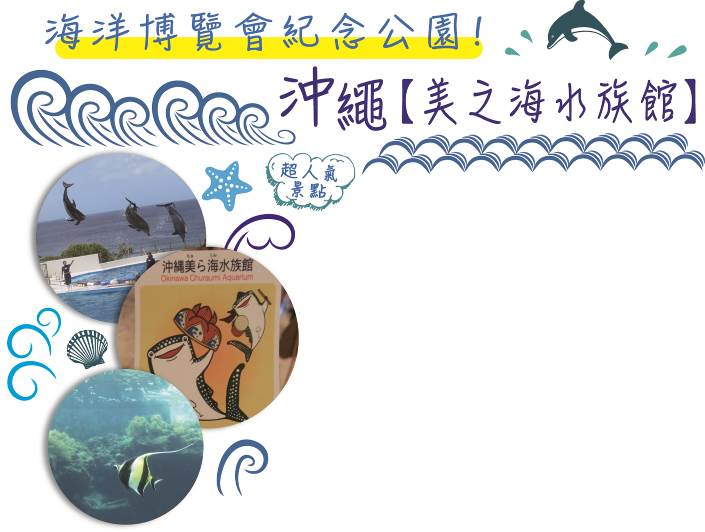 海洋博覽會紀念公園!
沖繩【美之海水族館】
超人氣
景點
沖縄美ら海水族館
Okinawa Churaumi Aquarium